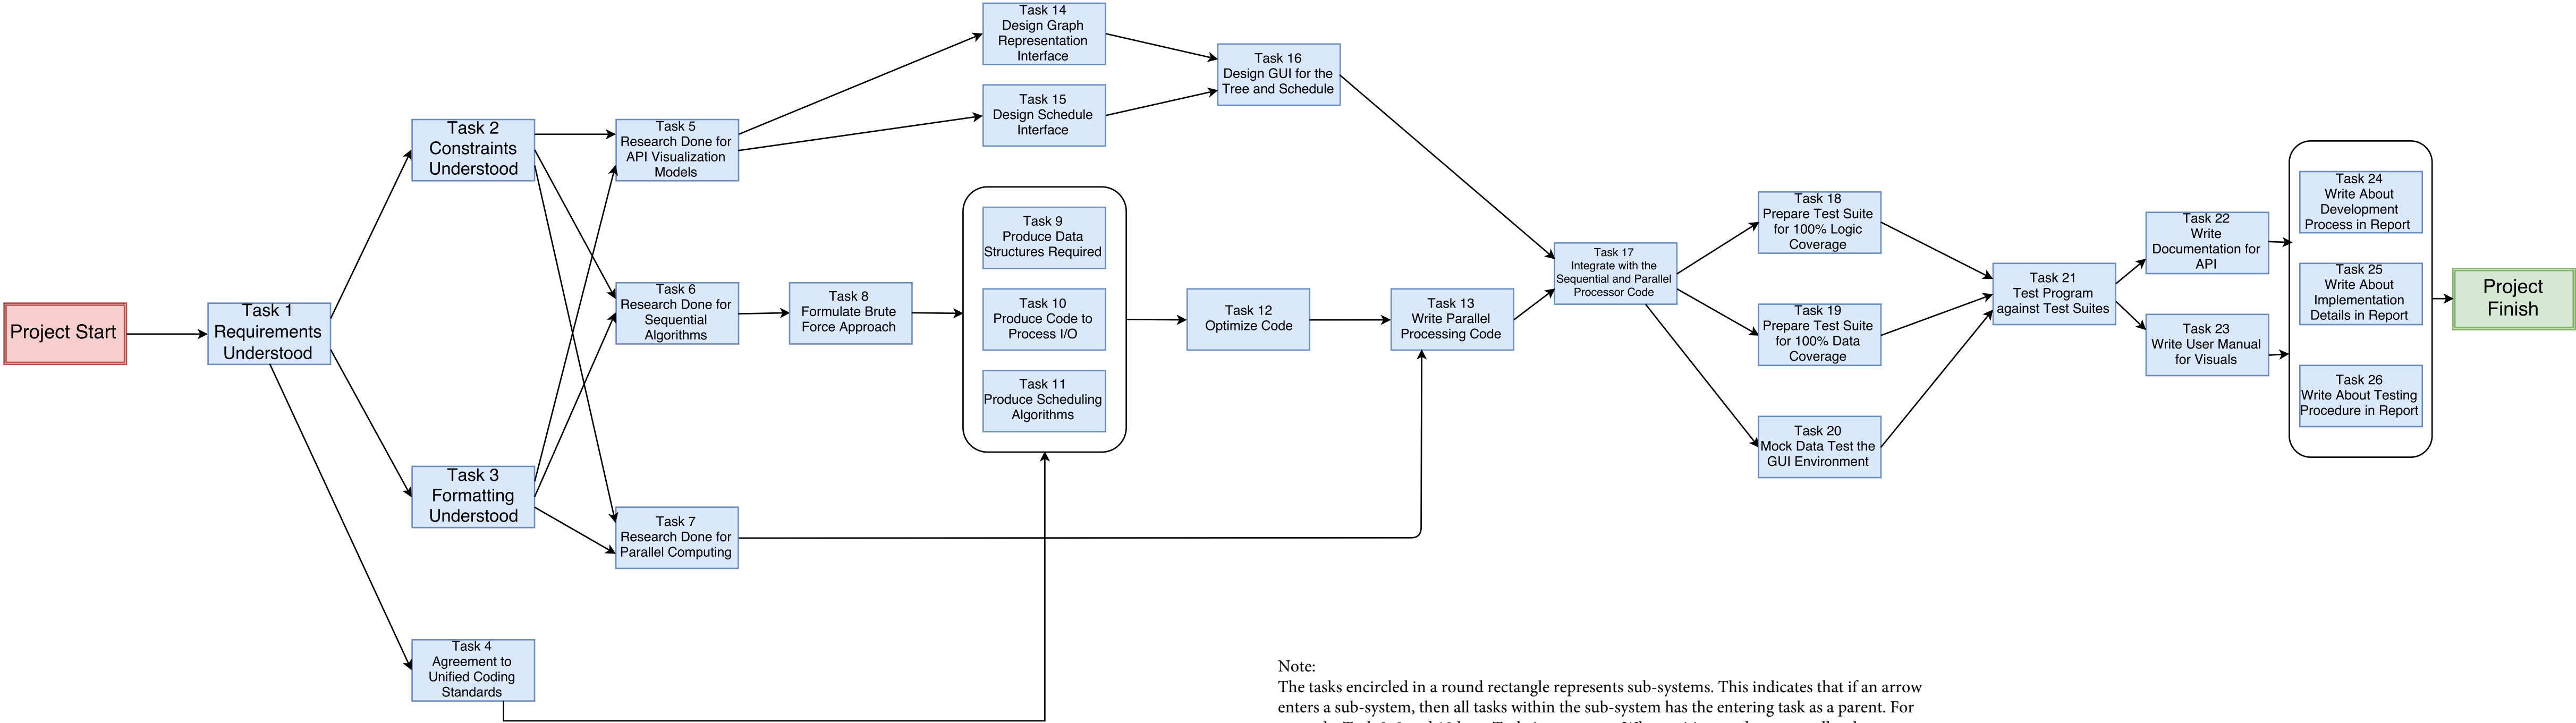 Project Start
Task 1
Requirements
Understood
Task 2
Constraints
Understood
Task 3
Formatting
Understood
Task 4
Agreement to
Unified Coding
Standards
Task 5
Research Done for
API Visualization
Models
Task 6
Research Done for
Sequential
Algorithms
Task 7
Research Done for
Parallel Computing
Task 8
Formulate Brute
Force Approach
Task 9
Produce Data
Structures Required
Task 10
Produce Code to
Process I/O
Task 11
Produce Scheduling
Algorithms
Task 12
Optimize Code
Task 13
Write Parallel
Processing Code
Task 14
Design Graph
Representation
Interface
Task 15
Design Schedule
Interface
Task 16
Design GUI for the
Tree and Schedule
Task 17
Integrate with the
Sequential and Parallel
Processor Code
Task 18
Prepare Test Suite
for 100% Logic
Coverage
Task 19
Prepare Test Suite
for 100% Data
Coverage
Task 20
Mock Data Test the
GUI Environment
Task 21
Test Program
against Test Suites
Task 22
Write
Documentation for
API
Task 23
Write User Manual
for Visuals
Task 24
Write About
Development
Process in Report
Task 25
Write About
Implementation
Details in Report
Task 26
Write About Testing
Procedure in Report
Project
Finish
Note:
The tasks encircled in a round rectangle represents sub-systems. This indicates that if an arrow
enters a sub-system, then all tasks within the sub-system has the entering task as a parent. For